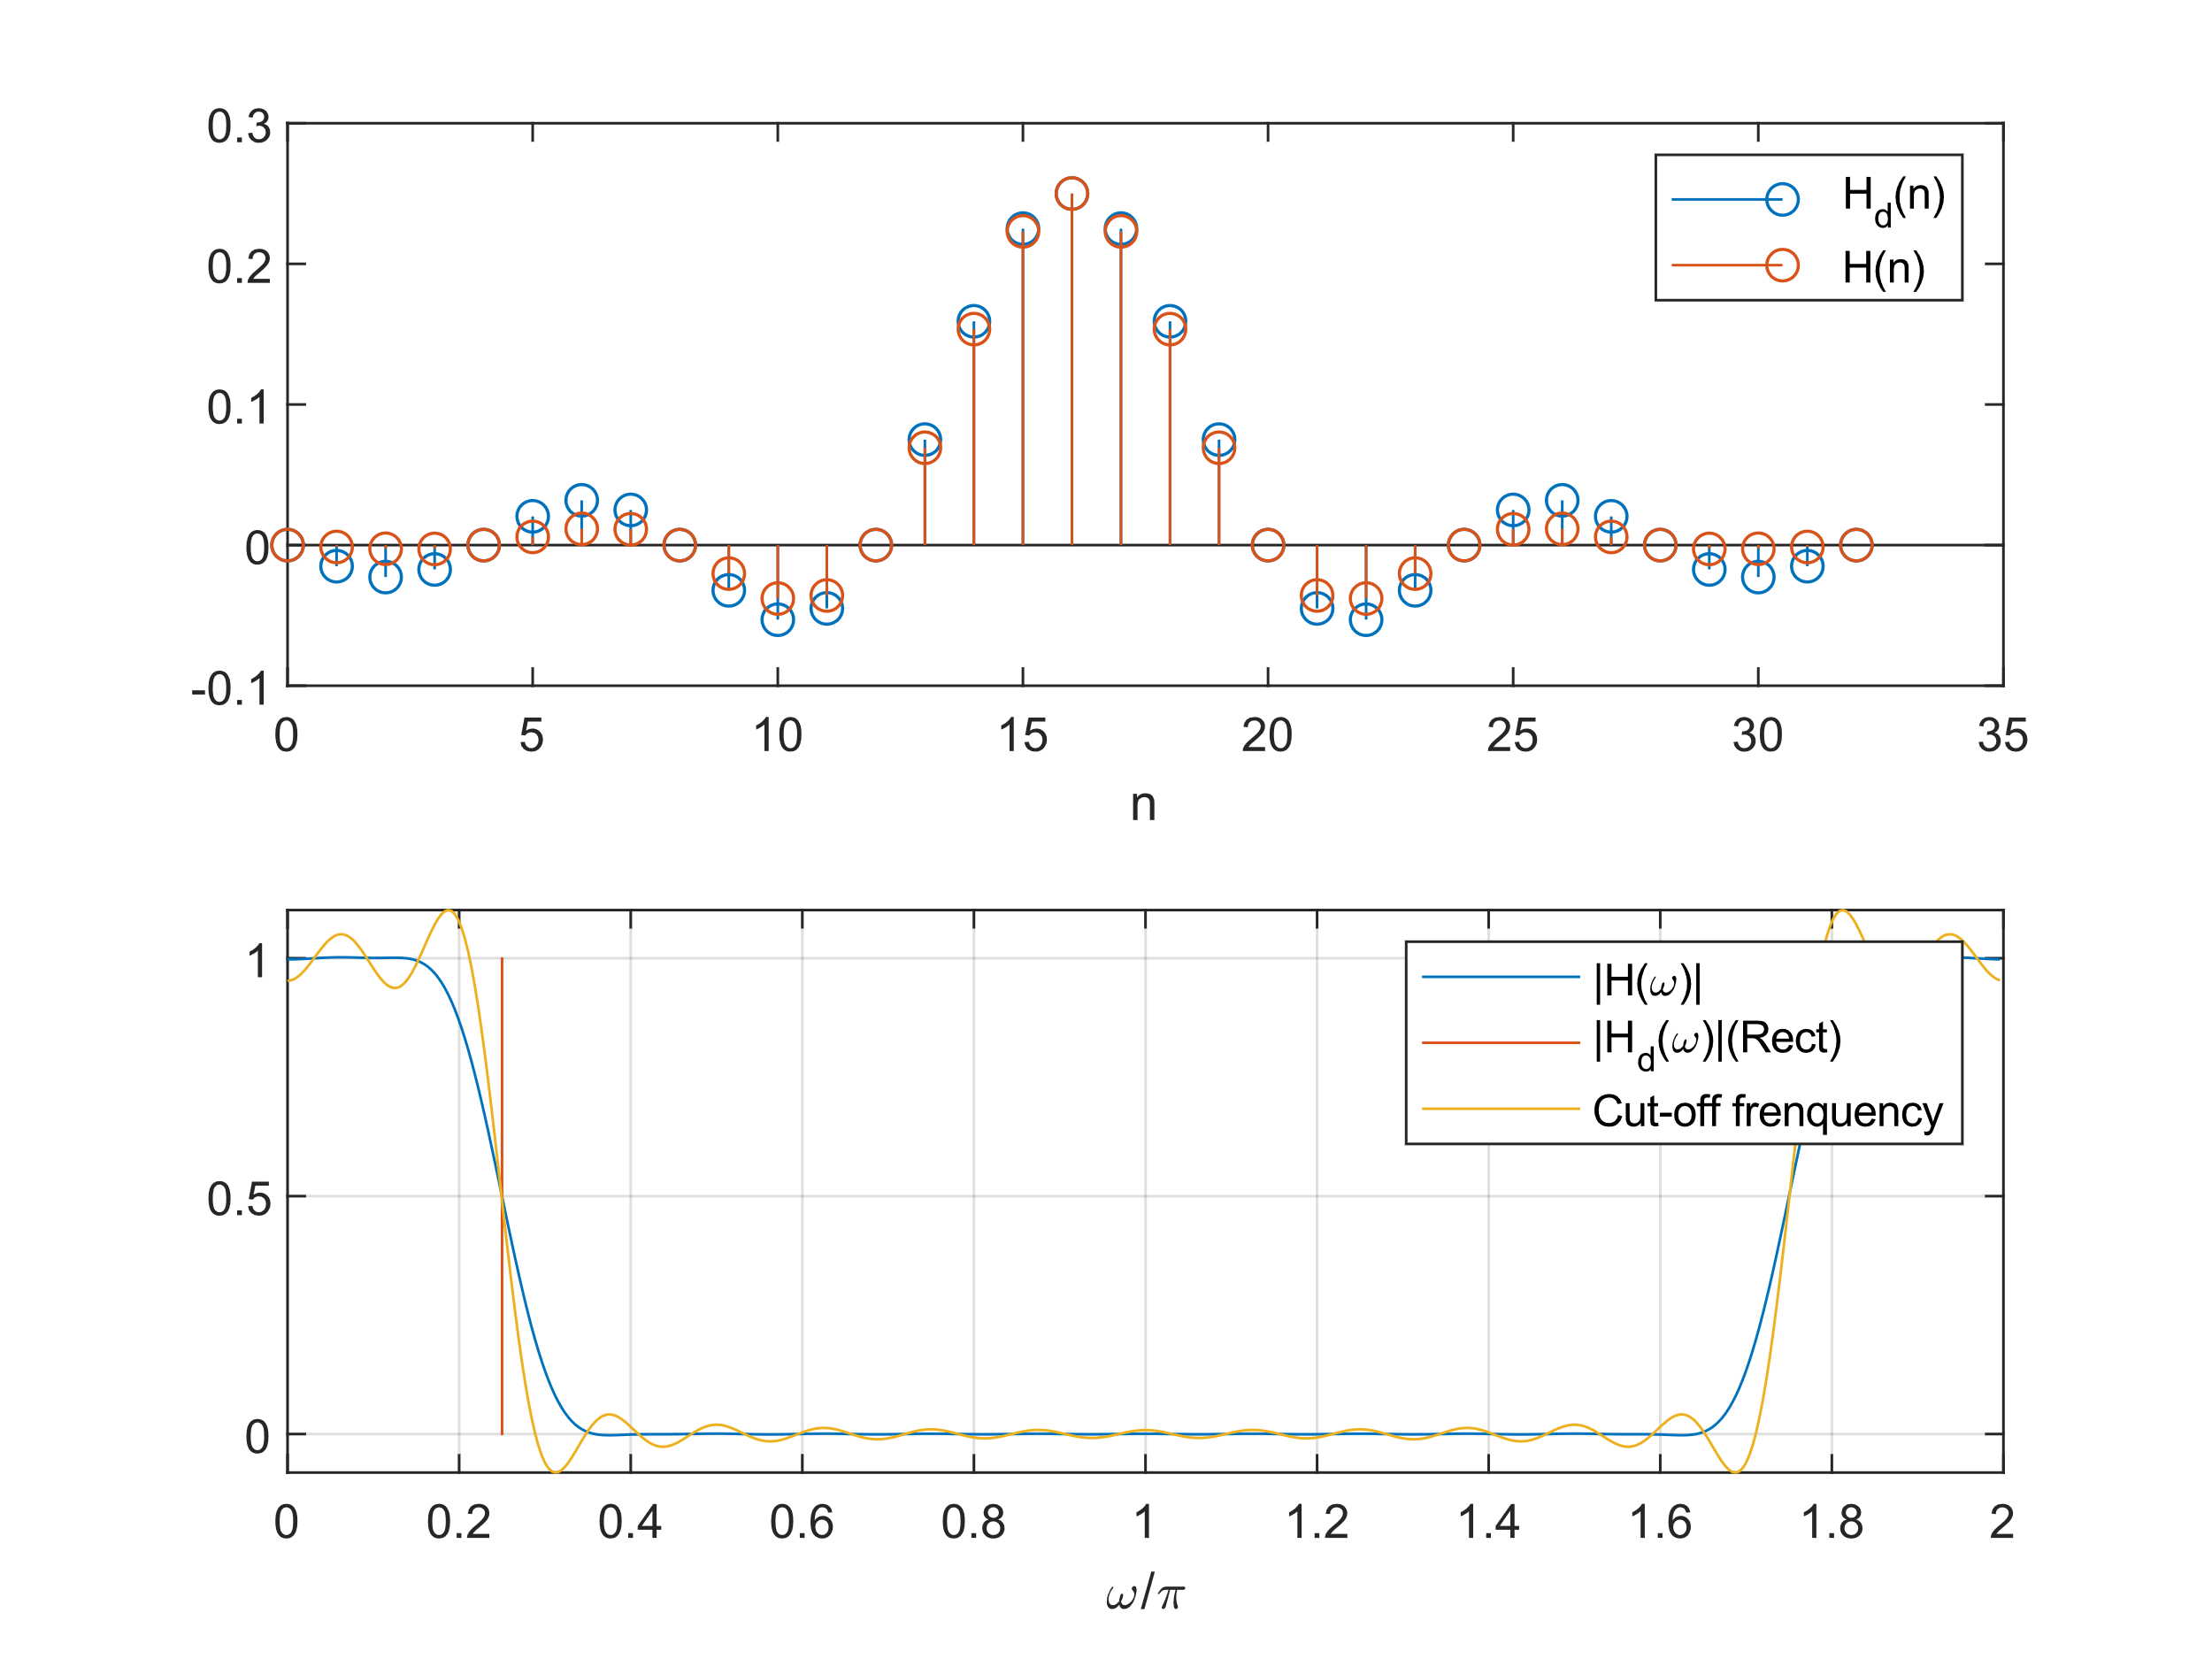 0.3
0.2
0.1
0
-0.1
0 5 10 15 20 25 30 35
n
H_d(n)
H(n)
1
0.5
0
0 0.2 0.4 0.6 0.8 1 1.2 1.4 1.6 1.8 2
ω/π
|H(ω)|
|H_d(ω)|(Rect)
Cut-off frenquency